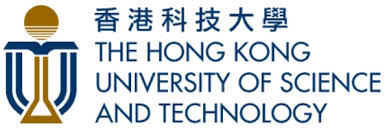 香港科技大學
THE HONG KONG
UNIVERSITY OF SCIENCE
AND TECHNOLOGY